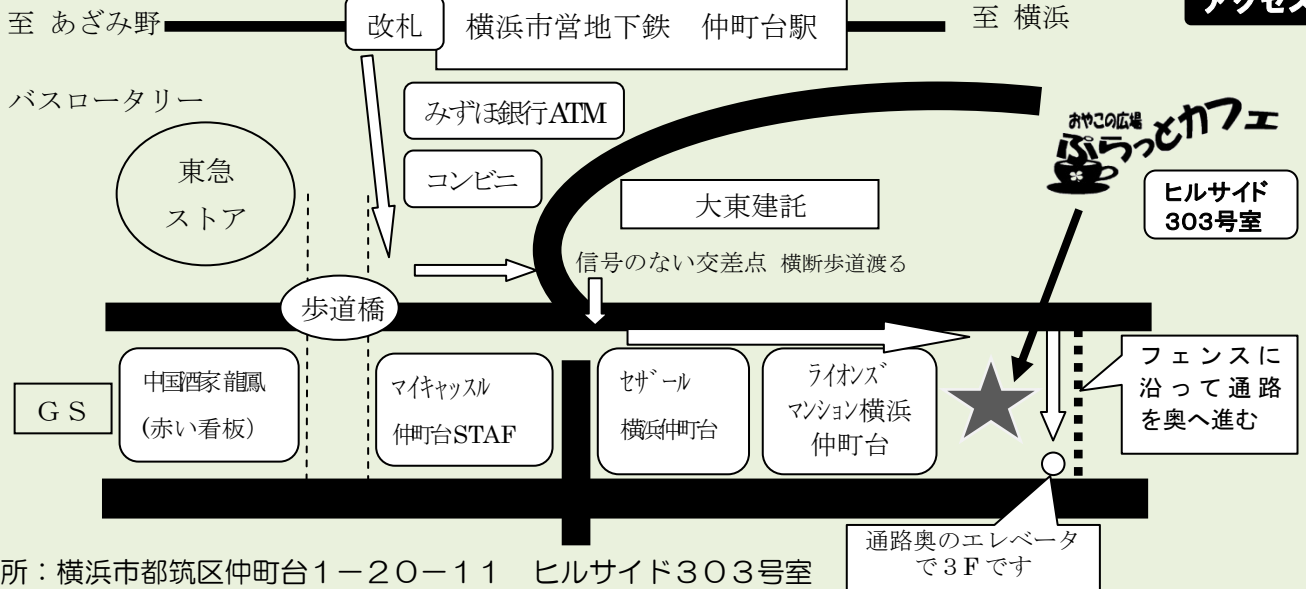 アクセス
至 あざみ野
改札
横浜市営地下鉄 仲町台駅
至 横浜
バスロータリー
みずほ銀行ATM
東急
ストア
コンビニ
大東建託
おやこの広場
ぷらっとカフェ
ヒルサイド
303号室
信号のない交差点 横断歩道渡る
歩道橋
GS
中国酒家 龍鳳
(赤い看板)
マイキャッスル
仲町台STAF
セザール
横浜仲町台
ライオンズ
マンション横浜
仲町台
フェンスに
沿って通路
を奥へ進む
通路奥のエレベータ
で3Fです
所：横浜市都筑区仲町台1－20－11 ヒルサイド303号室